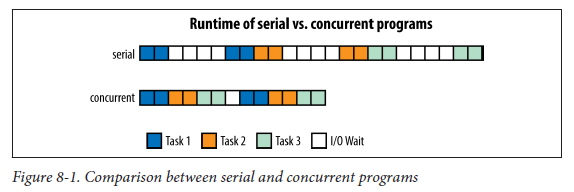 Runtime of serial vs. concurrent programs
serial
concurrent
Task 1 Task 2 Task 3 I/O Wait
Figure 8-1. Comparison between serial and concurrent programs